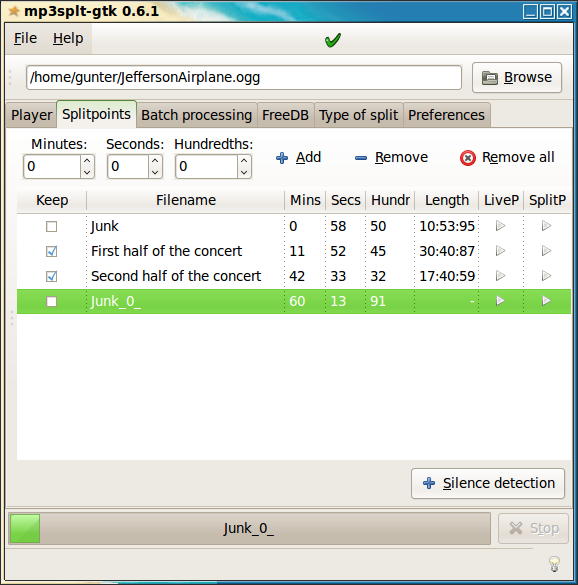 mp3splt-gtk 0.6.1
File Help
/home/gunter/JeffersonAirplane.ogg Browse
Player Splitpoints Batch processing FreeDB Type of split Preferences
Minutes: Seconds: Hundredths:
0 0 0 Add Remove Remove all
Keep Filename Mins Secs Hundr Length LiveP SplitP
Junk 0 58 50 10:53:95
First half of the concert 11 52 45 30:40:87
Second half of the concert 42 33 32 17:40:59
Junk_0_ 60 13 91 -
Silence detection
Junk_0_ Stop